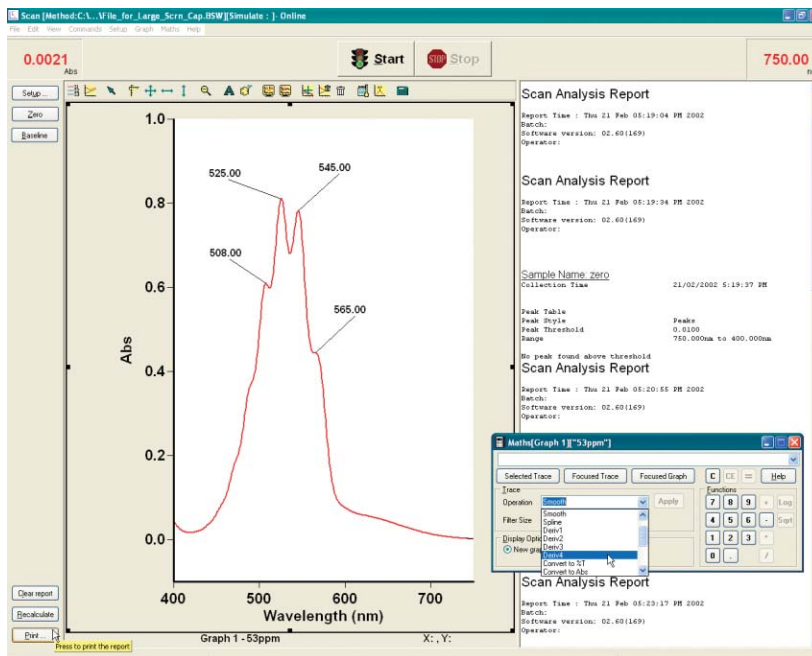 Scan [Method:C:\...\File_for_Large_Scrn_Cap.BSW][Simulate : ]- Online
File Edit View Commands Setup Graph Maths Help
0.0021
Abs
Start
STOP Stop
750.00
Setup ...
Zero
Baseline
Clear report
Recalculate
Print ...
Press to print the report
1.0
0.8
0.6
0.4
0.2
0.0
Abs
525.00
545.00
508.00
565.00
400 500 600 700
Wavelength (nm)
Graph 1 - 53ppm
X: , Y:
Scan Analysis Report
Report Time : Thu 21 Feb 05:19:04 PM 2002
Batch:
Software version: 02.60(169)
Operator:
Scan Analysis Report
Report Time : Thu 21 Feb 05:19:34 PM 2002
Batch:
Software version: 02.60(169)
Operator:
Sample Name: zero
Collection Time 21/02/2002 5:19:37 PM
Peak Table
Peak Style Peaks
Peak Threshold 0.0100
Range 750.000nm to 400.000nm
No peak found above threshold
Scan Analysis Report
Report Time : Thu 21 Feb 05:20:55 PM 2002
Batch:
Software version: 02.60(169)
Operator:
Maths[Graph 1]["53ppm"]
Selected Trace Focused Trace Focused Graph C CE = Help
Trace
Operation Smooth Apply
Filter Size
Display Optio
New grap
Smooth
Spline
Deriv1
Deriv2
Deriv3
Deriv4
Convert to %T
Convert to Abs
Functions
7 8 9 + Log
4 5 6 - Sqrt
1 2 3 *
0 . /
Scan Analysis Report
Report Time : Thu 21 Feb 05:23:17 PM 2002
Batch:
Software version: 02.60(169)
Operator: